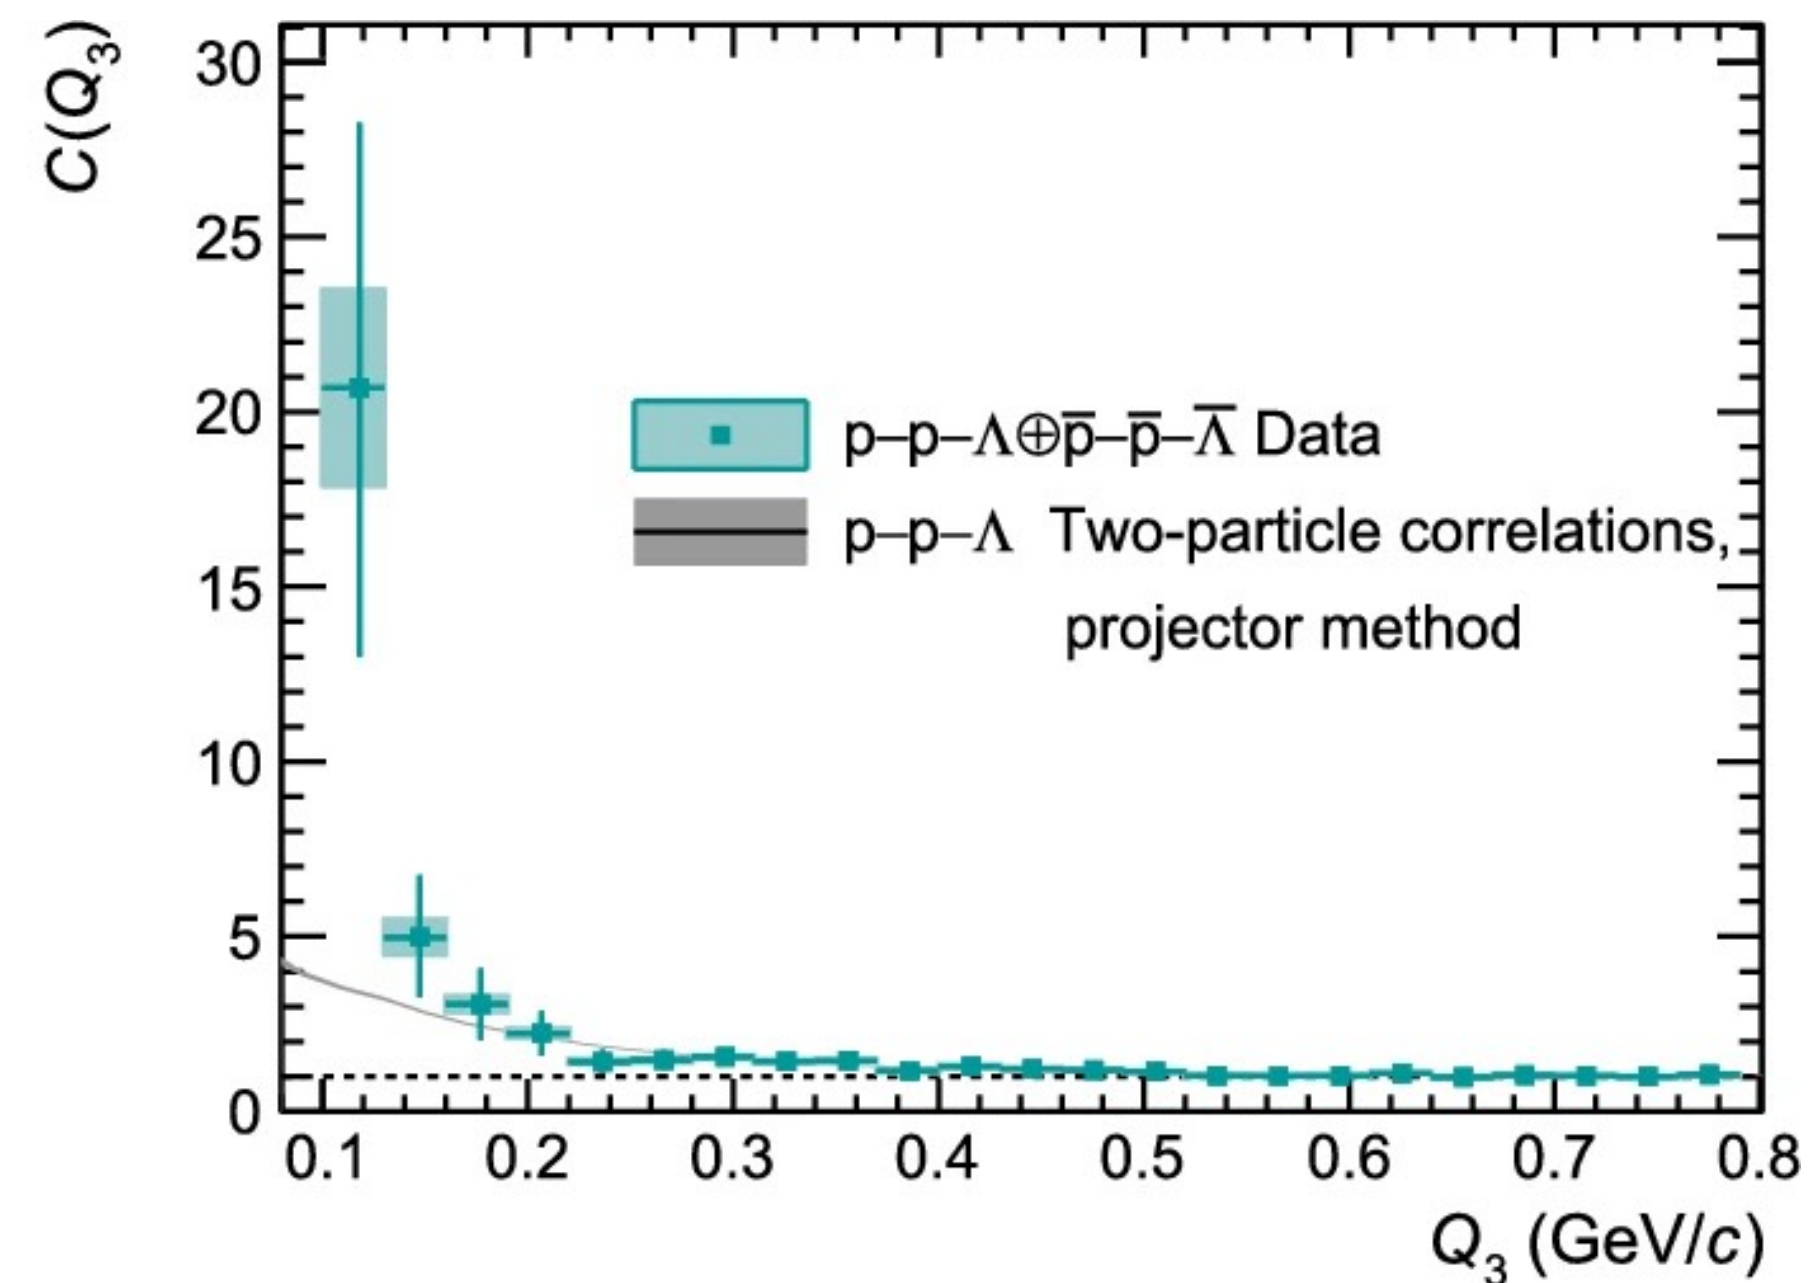 C(Q₃)
30
25
20
15
10
5
0
p–p–Λ⊕p̅–p̅–Λ̅ Data
p–p–Λ Two-particle correlations,
projector method
0.1 0.2 0.3 0.4 0.5 0.6 0.7 0.8
Q₃ (GeV/c)